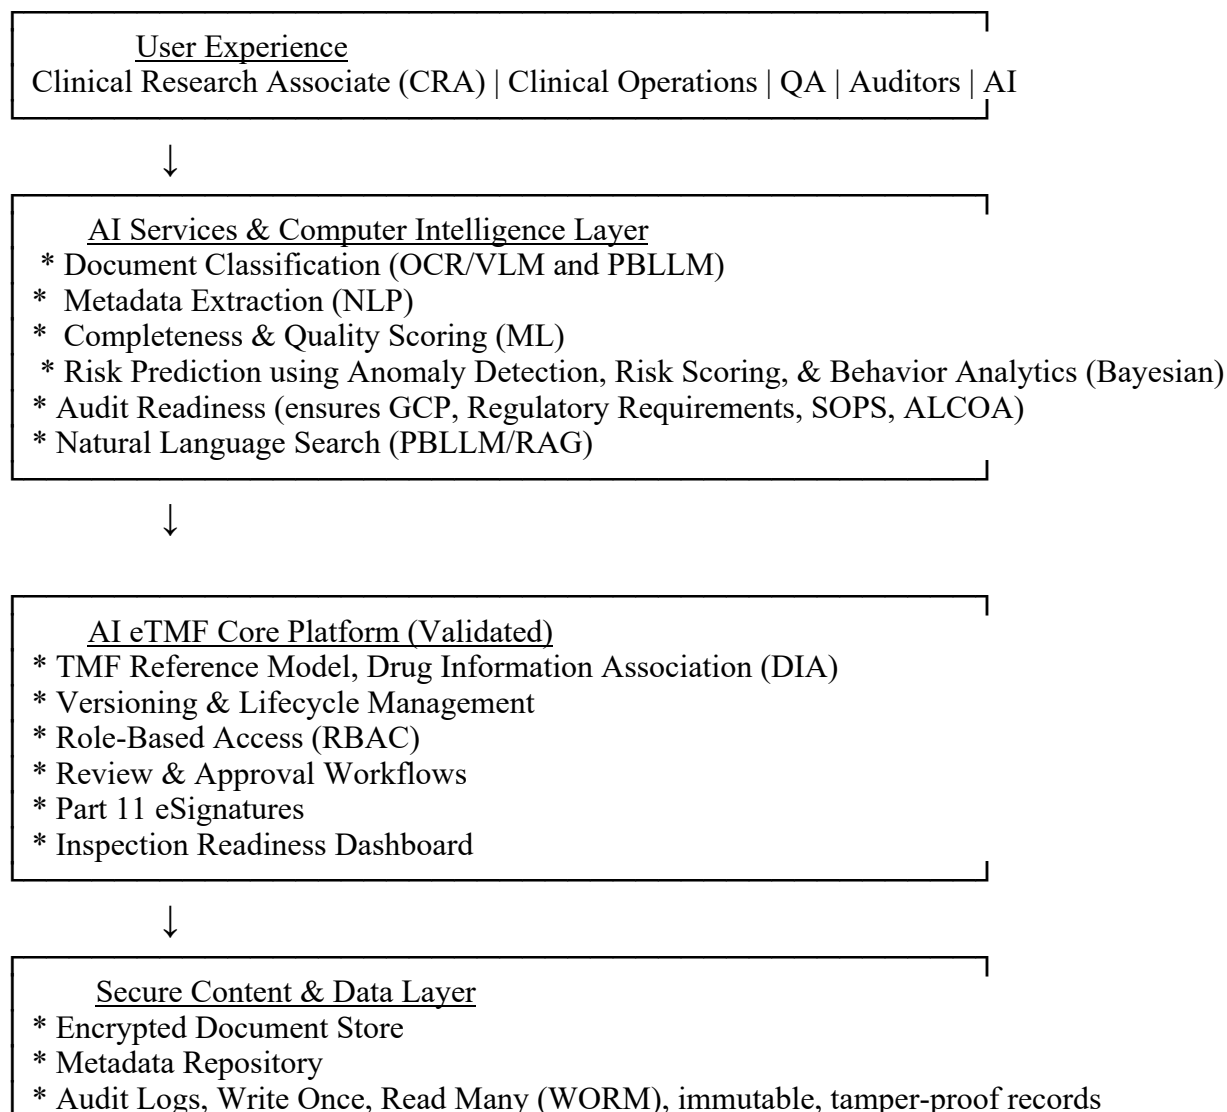 User Experience
Clinical Research Associate (CRA) | Clinical Operations | QA | Auditors | AI
↓
AI Services & Computer Intelligence Layer
* Document Classification (OCR/VLM and PBLLM)
* Metadata Extraction (NLP)
* Completeness & Quality Scoring (ML)
* Risk Prediction using Anomaly Detection, Risk Scoring, & Behavior Analytics (Bayesian)
* Audit Readiness (ensures GCP, Regulatory Requirements, SOPS, ALCOA)
* Natural Language Search (PBLLM/RAG)
↓
AI eTMF Core Platform (Validated)
* TMF Reference Model, Drug Information Association (DIA)
* Versioning & Lifecycle Management
* Role-Based Access (RBAC)
* Review & Approval Workflows
* Part 11 eSignatures
* Inspection Readiness Dashboard
↓
Secure Content & Data Layer
* Encrypted Document Store
* Metadata Repository
* Audit Logs, Write Once, Read Many (WORM), immutable, tamper-proof records